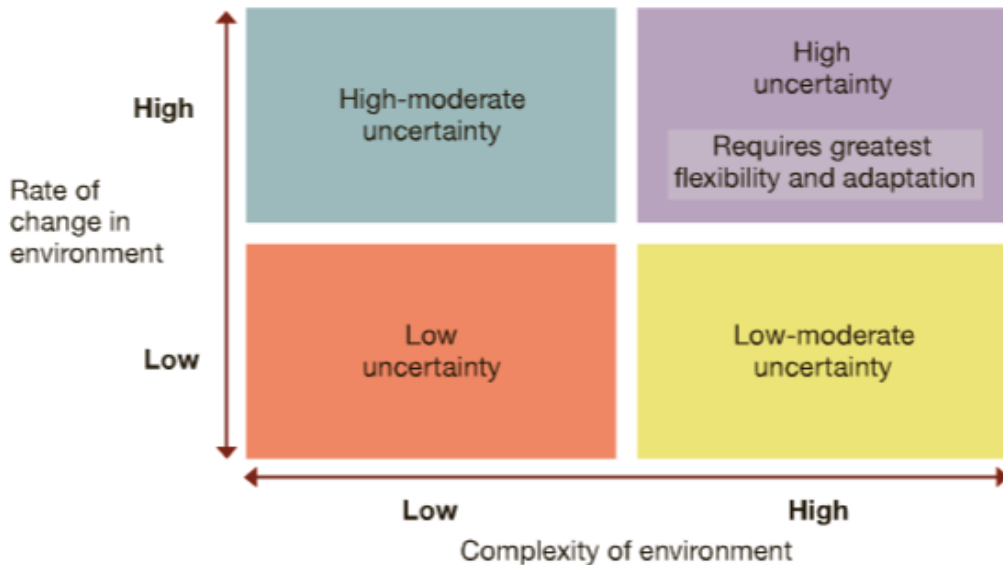 High
Rate of
change in
environment
Low
High-moderate
uncertainty
High
uncertainty
Requires greatest
flexibility and adaptation
Low
uncertainty
Low-moderate
uncertainty
Low
High
Complexity of environment